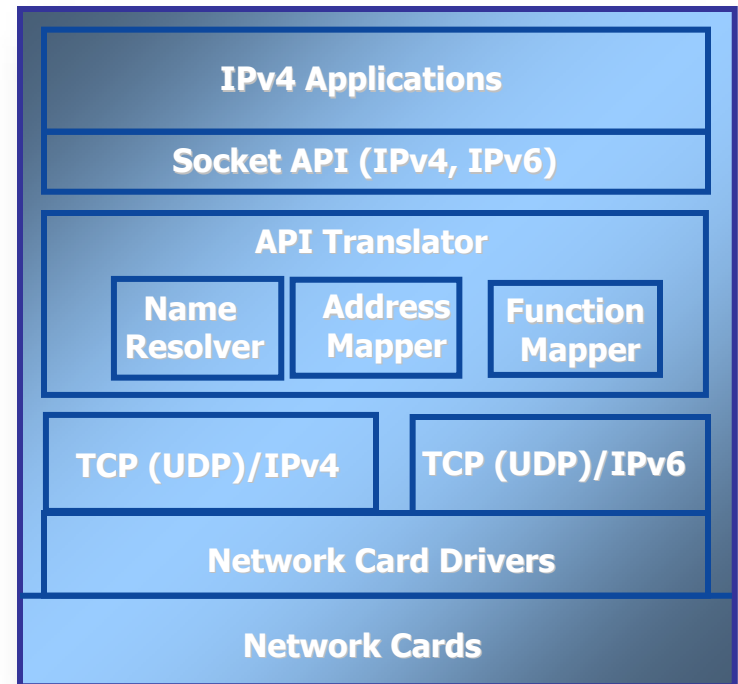 IPv4 Applications
Socket API (IPv4, IPv6)
API Translator
Name
Resolver
Address
Mapper
Function
Mapper
TCP (UDP)/IPv4
TCP (UDP)/IPv6
Network Card Drivers
Network Cards